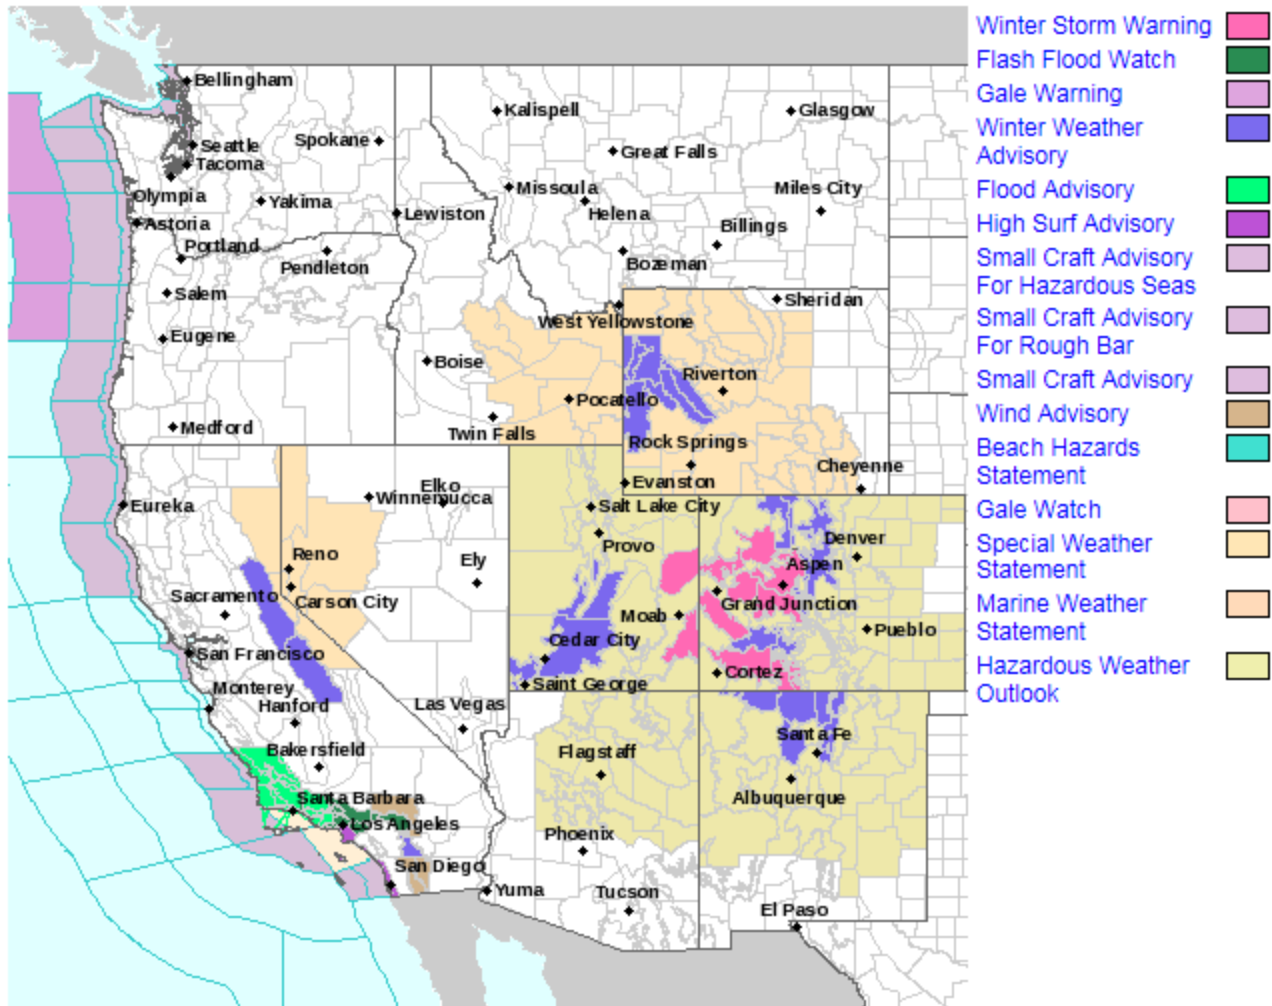 Bellingham
Kalispell
Glasgow
Seattle
Spokane
Great Falls
Tacoma
Olympia
Yakima
Missoula
Miles City
Astoria
Lewiston
Helena
Billings
Portland
Pendleton
Bozeman
Salem
Sheridan
West Yellowstone
Eugene
Boise
Riverton
Pocatello
Medford
Twin Falls
Rock Springs
Cheyenne
Elko
Evanston
Winnemucca
Eureka
Salt Lake City
Provo
Denver
Reno
Ely
Aspen
Sacramento
Carson City
Grand Junction
Moab
Pueblo
Cedar City
San Francisco
Cortez
Saint George
Monterey
Hanford
Las Vegas
Santa Fe
Bakersfield
Flagstaff
Albuquerque
Santa Barbara
Los Angeles
Phoenix
San Diego
Yuma
Tucson
El Paso
Winter Storm Warning
Flash Flood Watch
Gale Warning
Winter Weather
Advisory
Flood Advisory
High Surf Advisory
Small Craft Advisory
For Hazardous Seas
Small Craft Advisory
For Rough Bar
Small Craft Advisory
Wind Advisory
Beach Hazards
Statement
Gale Watch
Special Weather
Statement
Marine Weather
Statement
Hazardous Weather
Outlook